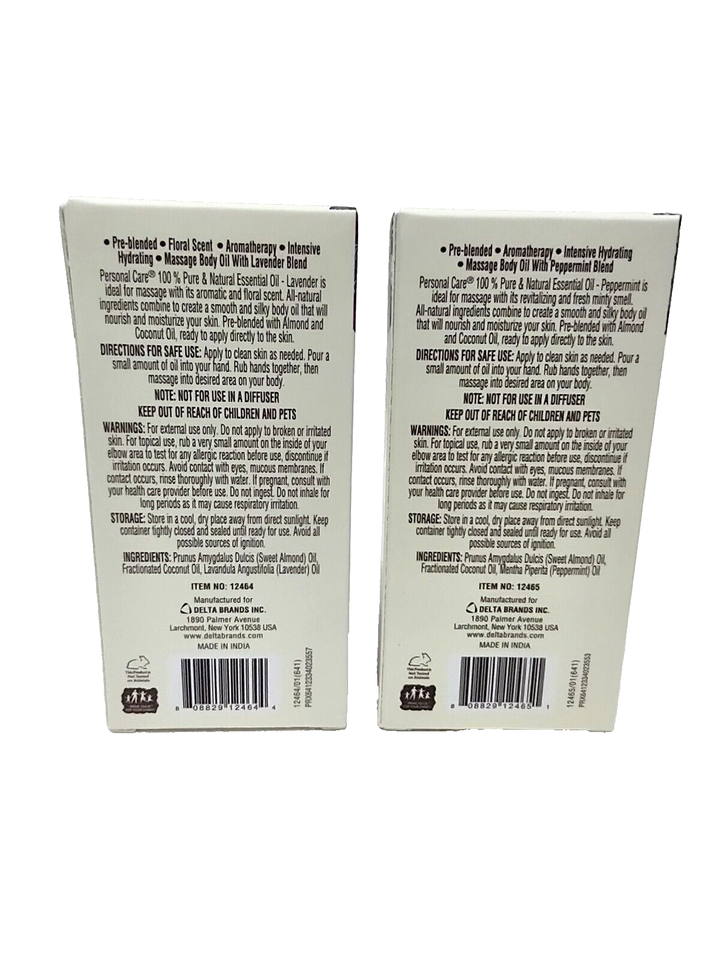 • Pre-blended • Floral Scent • Aromatherapy • Intensive
Hydrating • Massage Body Oil With Lavender Blend
Personal Care® 100 % Pure & Natural Essential Oil - Lavender is
ideal for massage with its aromatic and floral scent. All-natural
ingredients combine to create a smooth and silky body oil that will
nourish and moisturize your skin. Pre-blended with Almond and
Coconut Oil, ready to apply directly to the skin.
DIRECTIONS FOR SAFE USE: Apply to clean skin as needed. Pour a
small amount of oil into your hand. Rub hands together, then
massage into desired area on your body.
NOTE: NOT FOR USE IN A DIFFUSER
KEEP OUT OF REACH OF CHILDREN AND PETS
WARNINGS: For external use only. Do not apply to broken or irritated
skin. For topical use, rub a very small amount on the inside of your
elbow area to test for any allergic reaction before use, discontinue if
irritation occurs. Avoid contact with eyes, mucous membranes. If
contact occurs, rinse thoroughly with water. If pregnant, consult with
your health care provider before use. Do not ingest. Do not inhale for
long periods as it may cause respiratory irritation.
STORAGE: Store in a cool, dry place away from direct sunlight. Keep
container tightly closed and sealed until ready for use. Avoid all
possible sources of ignition.
INGREDIENTS: Prunus Amygdalus Dulcis (Sweet Almond) Oil,
Fractionated Coconut Oil, Lavandula Angustifolia (Lavender) Oil
ITEM NO: 12464
Manufactured for
DELTA BRANDS INC.
1890 Palmer Avenue
Larchmont, New York 10538 USA
www.deltabrands.com
MADE IN INDIA
This Product is
Not Tested
on Animals
8 08829 12464 4
12464/01(641)
PRX6412334023557
• Pre-blended • Aromatherapy • Intensive Hydrating
• Massage Body Oil With Peppermint Blend
Personal Care® 100 % Pure & Natural Essential Oil - Peppermint is
ideal for massage with its revitalizing and fresh minty smell.
All-natural ingredients combine to create a smooth and silky body oil
that will nourish and moisturize your skin. Pre-blended with Almond
and Coconut Oil, ready to apply directly to the skin.
DIRECTIONS FOR SAFE USE: Apply to clean skin as needed. Pour a
small amount of oil into your hand. Rub hands together, then
massage into desired area on your body.
NOTE: NOT FOR USE IN A DIFFUSER
KEEP OUT OF REACH OF CHILDREN AND PETS
WARNINGS: For external use only. Do not apply to broken or irritated
skin. For topical use, rub a very small amount on the inside of your
elbow area to test for any allergic reaction before use, discontinue if
irritation occurs. Avoid contact with eyes, mucous membranes. If
contact occurs, rinse thoroughly with water. If pregnant, consult with
your health care provider before use. Do not ingest. Do not inhale for
long periods as it may cause respiratory irritation.
STORAGE: Store in a cool, dry place away from direct sunlight. Keep
container tightly closed and sealed until ready for use. Avoid all
possible sources of ignition.
INGREDIENTS: Prunus Amygdalus Dulcis (Sweet Almond) Oil,
Fractionated Coconut Oil, Mentha Piperita (Peppermint) Oil
ITEM NO: 12465
Manufactured for
DELTA BRANDS INC.
1890 Palmer Avenue
Larchmont, New York 10538 USA
www.deltabrands.com
MADE IN INDIA
This Product is
Not Tested
on Animals
8 08829 12465 1
12465/01(641)
PRX6412334023553